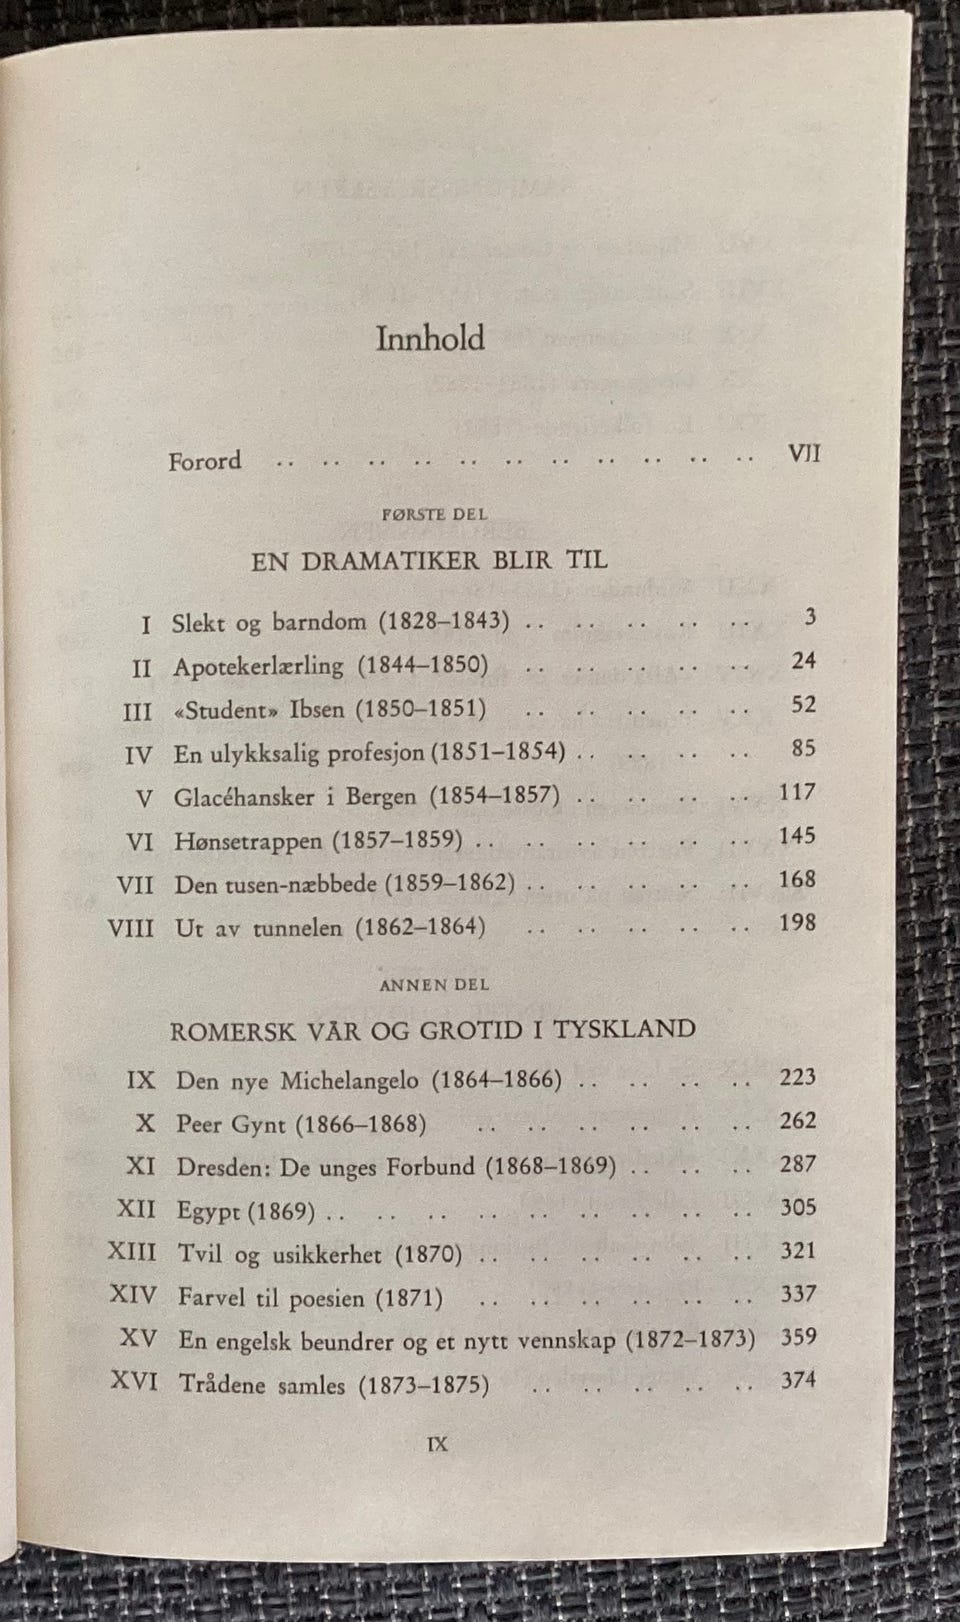 Innhold
Forord .. .. .. .. .. .. .. .. .. .. .. VII
FØRSTE DEL
EN DRAMATIKER BLIR TIL
I Slekt og barndom (1828–1843) .. .. .. .. .. 3
II Apotekerlærling (1844–1850) .. .. .. .. .. 24
III «Student» Ibsen (1850–1851) .. .. .. .. .. 52
IV En ulykksalig profesjon (1851–1854) .. .. .. .. 85
V Glacéhansker i Bergen (1854–1857) .. .. .. .. 117
VI Hønsetrappen (1857–1859) .. .. .. .. .. .. 145
VII Den tusen-næbbede (1859–1862) .. .. .. .. .. 168
VIII Ut av tunnelen (1862–1864) .. .. .. .. .. 198
ANNEN DEL
ROMERSK VÅR OG GROTID I TYSKLAND
IX Den nye Michelangelo (1864–1866) .. .. .. .. 223
X Peer Gynt (1866–1868) .. .. .. .. .. .. 262
XI Dresden: De unges Forbund (1868–1869) .. .. .. 287
XII Egypt (1869) .. .. .. .. .. .. .. .. .. 305
XIII Tvil og usikkerhet (1870) .. .. .. .. .. .. 321
XIV Farvel til poesien (1871) .. .. .. .. .. .. 337
XV En engelsk beundrer og et nytt vennskap (1872–1873) 359
XVI Trådene samles (1873–1875) .. .. .. .. .. 374
IX